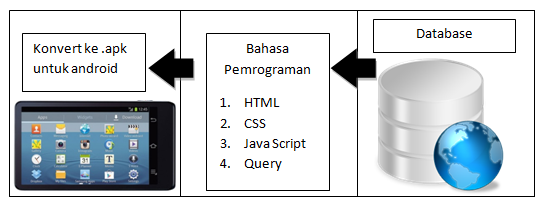 Konvert ke .apk
untuk android
Bahasa
Pemrograman
1. HTML
2. CSS
3. Java Script
4. Query
Database